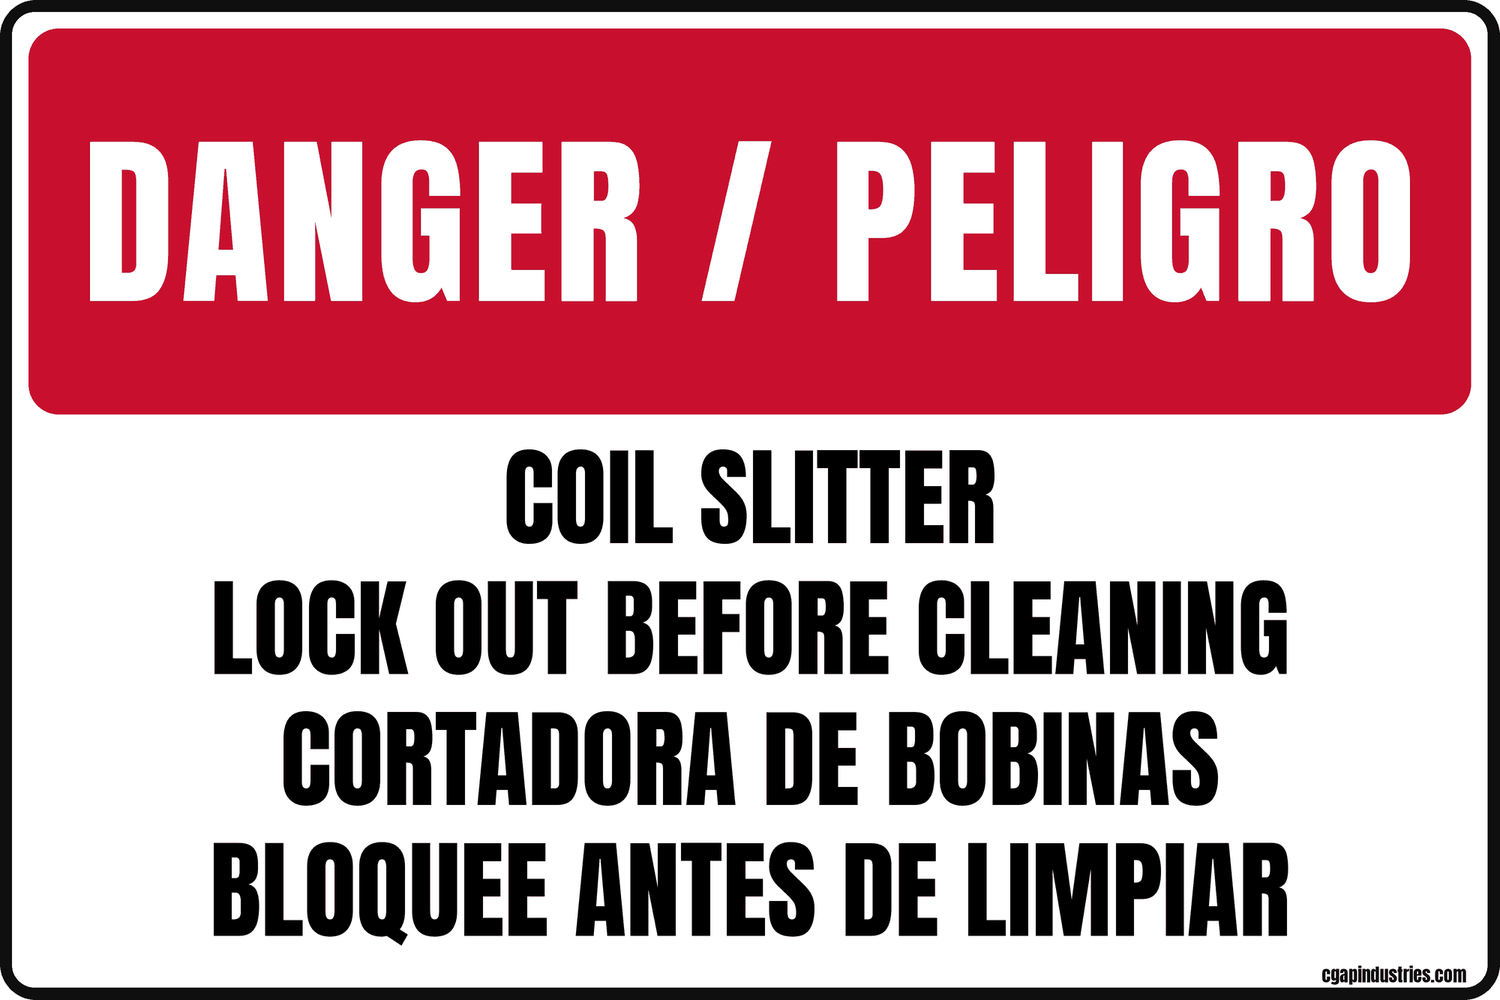 DANGER / PELIGRO
COIL SLITTER
LOCK OUT BEFORE CLEANING
CORTADORA DE BOBINAS
BLOQUEE ANTES DE LIMPIAR
cgapindustries.com